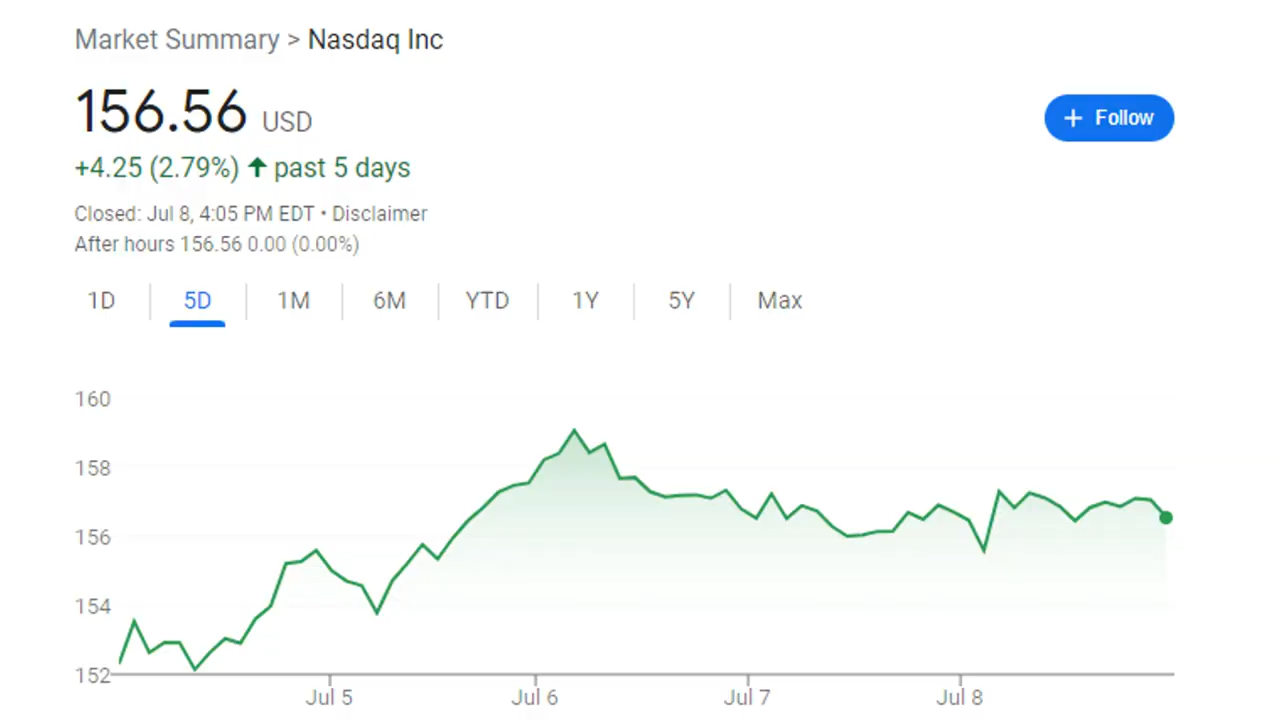 Market Summary > Nasdaq Inc
156.56 USD
+ Follow
+4.25 (2.79%) ↑ past 5 days
Closed: Jul 8, 4:05 PM EDT • Disclaimer
After hours 156.56 0.00 (0.00%)
1D 5D 1M 6M YTD 1Y 5Y Max
160
158
156
154
152
Jul 5 Jul 6 Jul 7 Jul 8